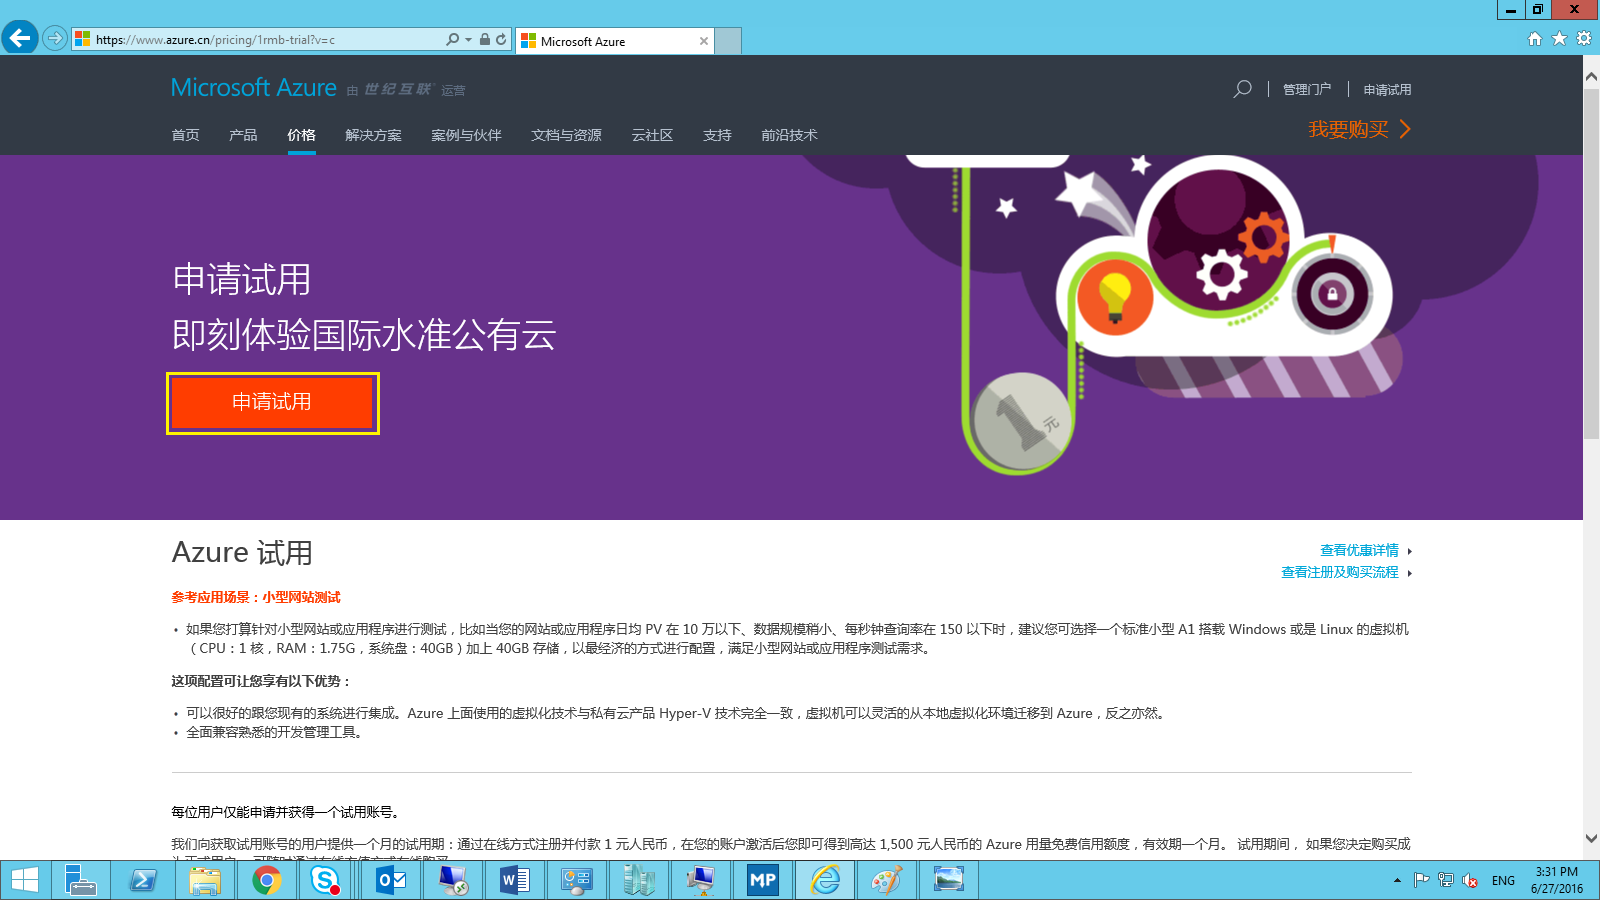 https://www.azure.cn/pricing/1rmb-trial?v=c
Microsoft Azure
Microsoft Azure 由 世纪互联 运营
管理门户
申请试用
首页 产品 价格 解决方案 案例与伙伴 文档与资源 云社区 支持 前沿技术
我要购买
申请试用
即刻体验国际水准公有云
申请试用
1元
Azure 试用
查看优惠详情
查看注册及购买流程
参考应用场景：小型网站测试
• 如果您打算针对小型网站或应用程序进行测试，比如当您的网站或应用程序日均 PV 在 10 万以下、数据规模稍小、每秒钟查询率在 150 以下时，建议您可选择一个标准小型 A1 搭载 Windows 或是 Linux 的虚拟机
（CPU：1 核，RAM：1.75G，系统盘：40GB）加上 40GB 存储，以最经济的方式进行配置，满足小型网站或应用程序测试需求。
这项配置可让您享有以下优势：
• 可以很好的跟您现有的系统进行集成。Azure 上面使用的虚拟化技术与私有云产品 Hyper-V 技术完全一致，虚拟机可以灵活的从本地虚拟化环境迁移到 Azure，反之亦然。
• 全面兼容熟悉的开发管理工具。
每位用户仅能申请并获得一个试用账号。
我们向获取试用账号的用户提供一个月的试用期：通过在线方式注册并付款 1 元人民币，在您的账户激活后您即可得到高达 1,500 元人民币的 Azure 用量免费信用额度，有效期一个月。 试用期间， 如果您决定购买成
MP
ENG
3:31 PM
6/27/2016